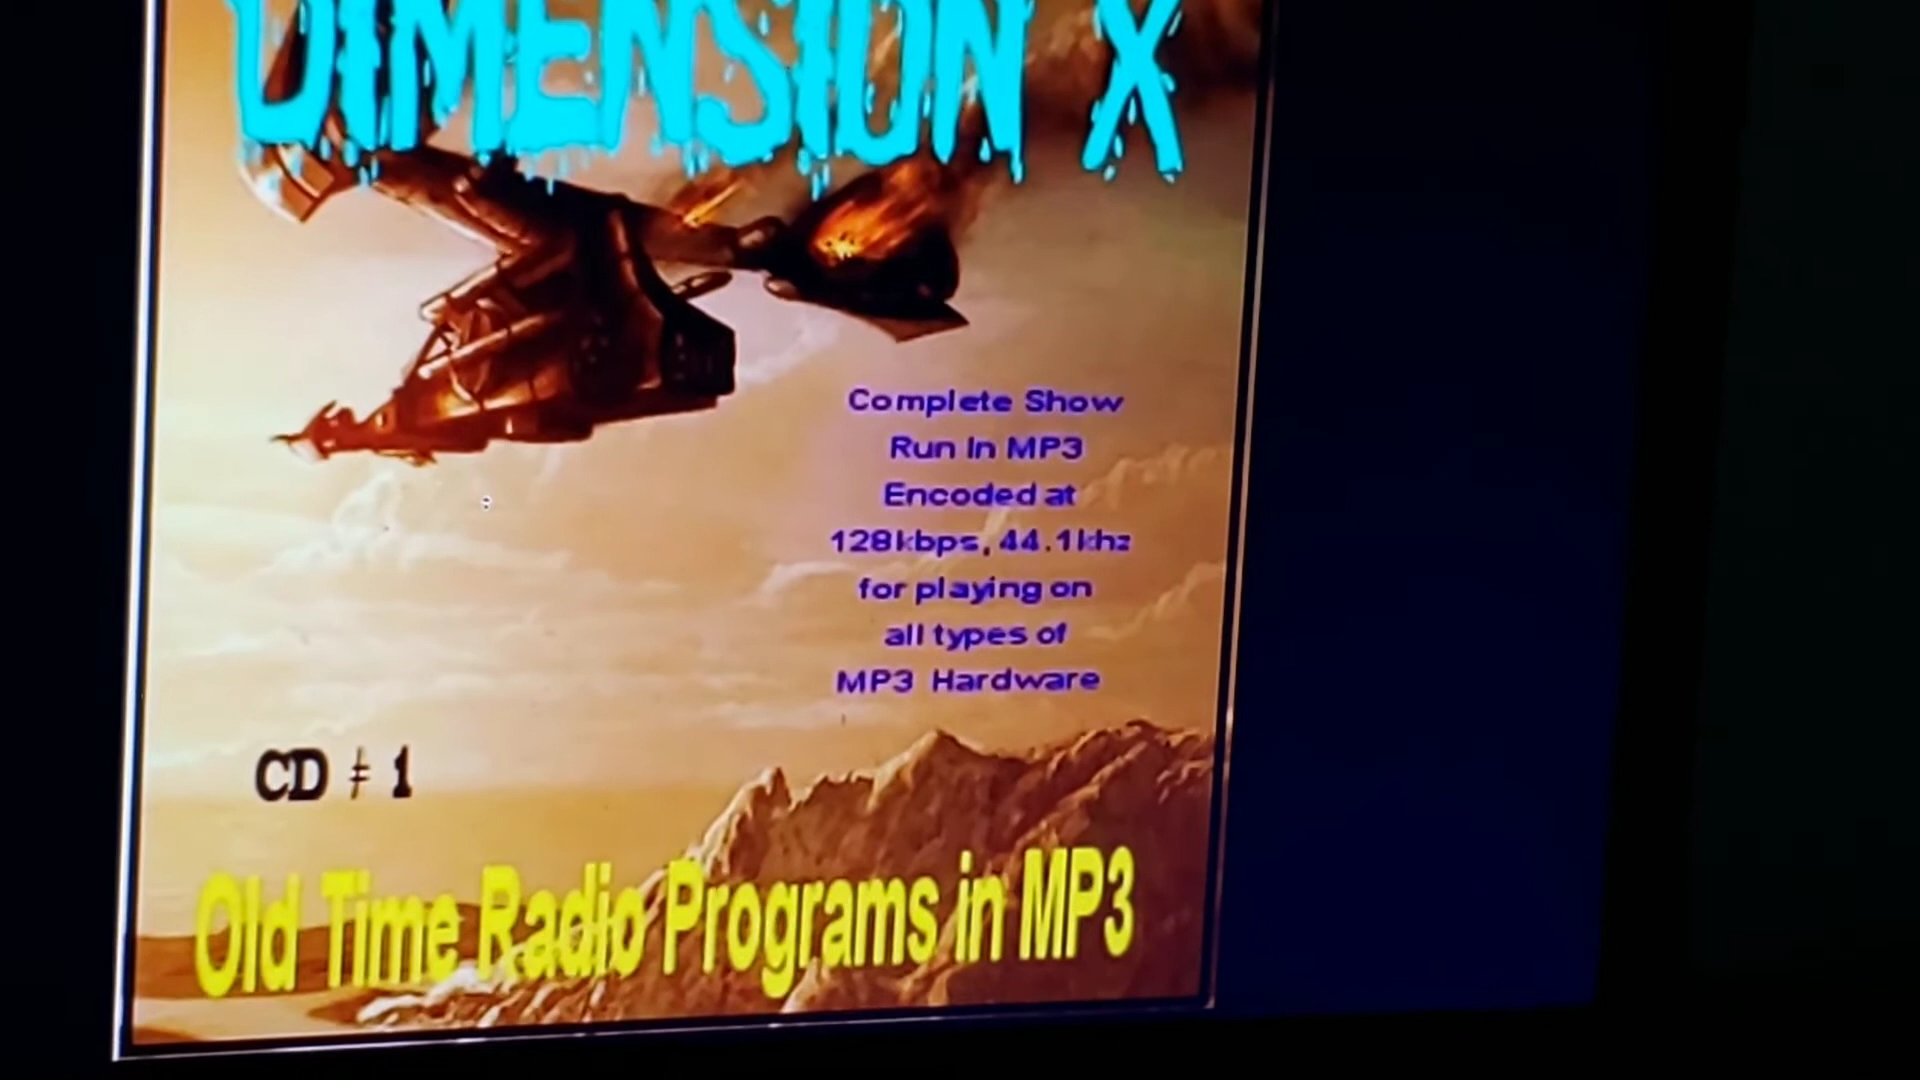 DIMENSION X
Complete Show
Run In MP3
Encoded at
128kbps, 44.1khz
for playing on
all types of
MP3 Hardware
CD # 1
Old Time Radio Programs in MP3